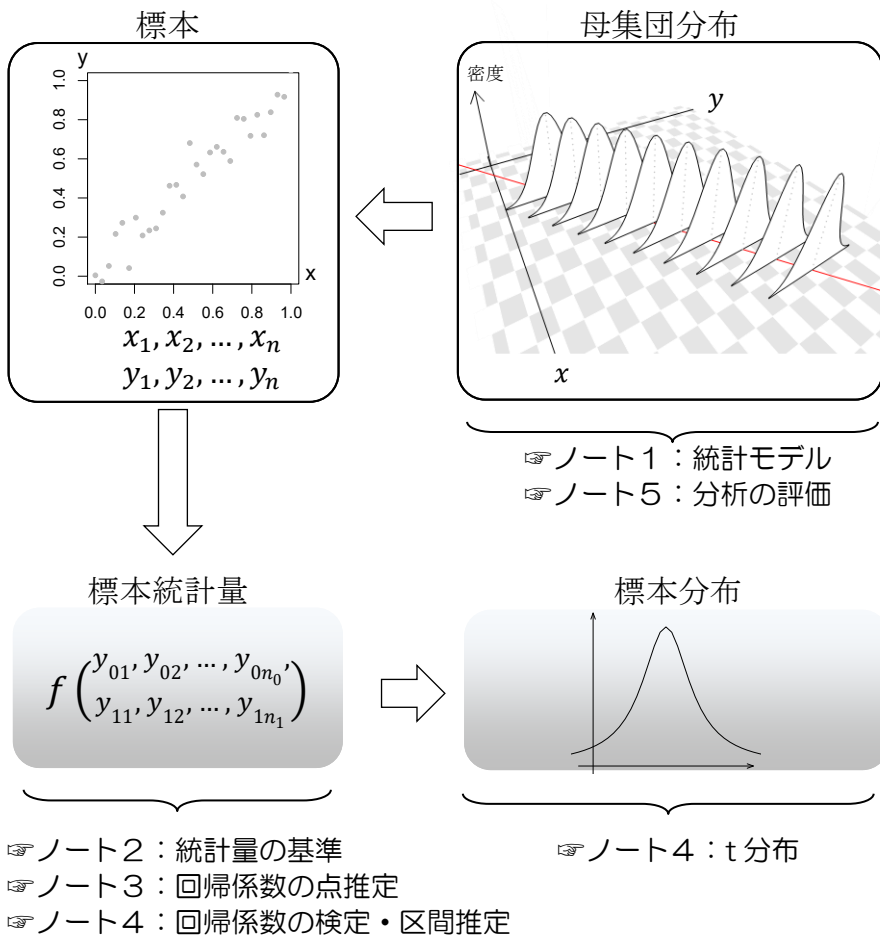 標本
y
1.0
0.8
0.6
0.4
0.2
0.0
x
0.0 0.2 0.4 0.6 0.8 1.0
x₁, x₂, …, xₙ
y₁, y₂, …, yₙ
母集団分布
密度
y
x
☞ノート1：統計モデル
☞ノート5：分析の評価
標本統計量
f(y₀₁, y₀₂, …, y₀ₙ₀,
y₁₁, y₁₂, …, y₁ₙ₁)
☞ノート2：統計量の基準
☞ノート3：回帰係数の点推定
☞ノート4：回帰係数の検定・区間推定
標本分布
☞ノート4：t分布